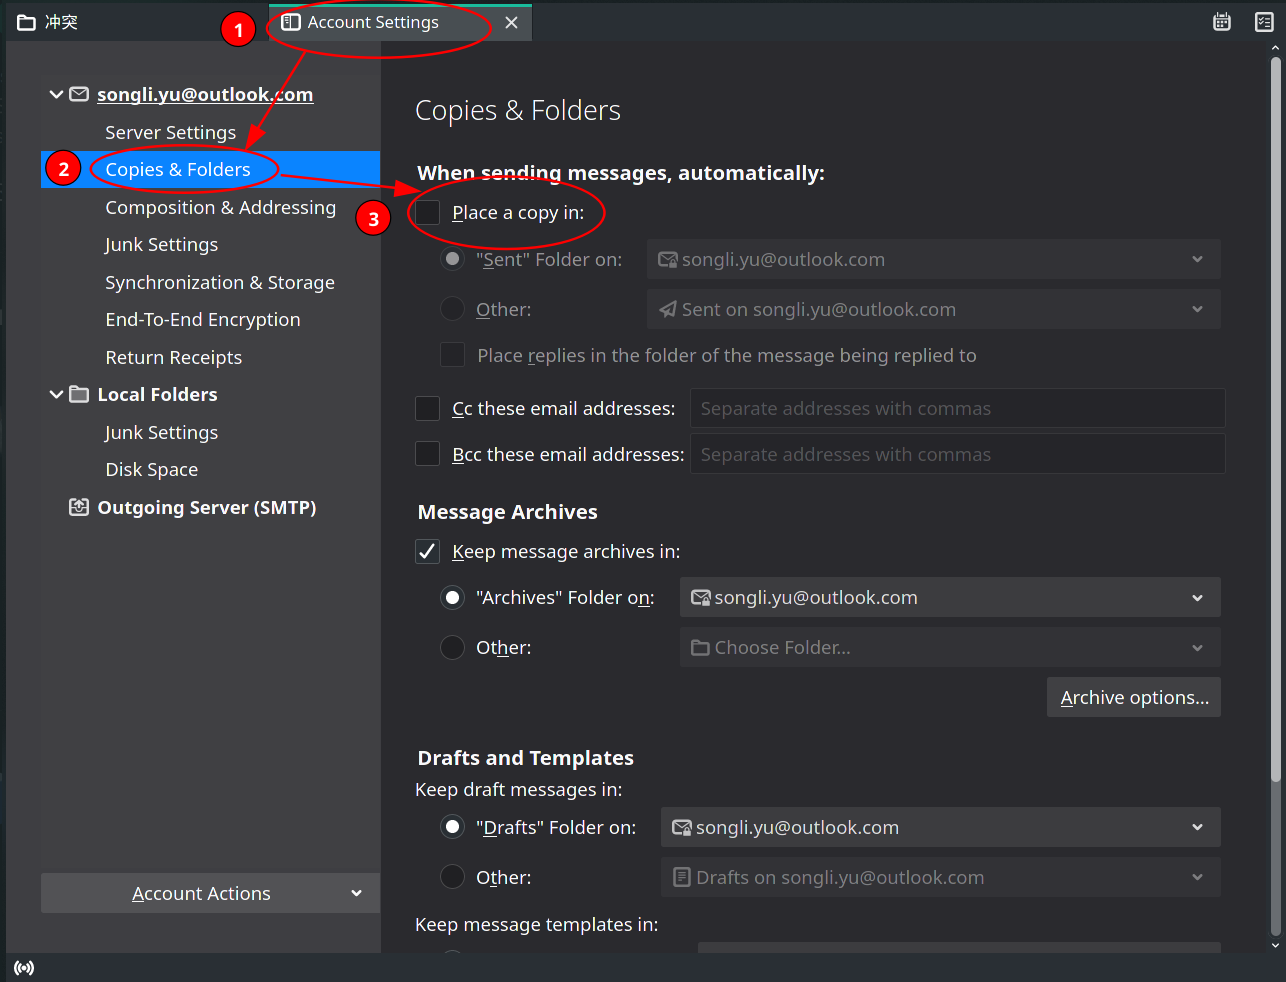 冲突
1
Account Settings
songli.yu@outlook.com
Server Settings
2
Copies & Folders
Composition & Addressing
Junk Settings
Synchronization & Storage
End-To-End Encryption
Return Receipts
Local Folders
Junk Settings
Disk Space
Outgoing Server (SMTP)
Account Actions
Copies & Folders
When sending messages, automatically:
3
Place a copy in:
"Sent" Folder on: songli.yu@outlook.com
Other: Sent on songli.yu@outlook.com
Place replies in the folder of the message being replied to
Cc these email addresses: Separate addresses with commas
Bcc these email addresses: Separate addresses with commas
Message Archives
Keep message archives in:
"Archives" Folder on: songli.yu@outlook.com
Other: Choose Folder...
Archive options...
Drafts and Templates
Keep draft messages in:
"Drafts" Folder on: songli.yu@outlook.com
Other: Drafts on songli.yu@outlook.com
Keep message templates in: